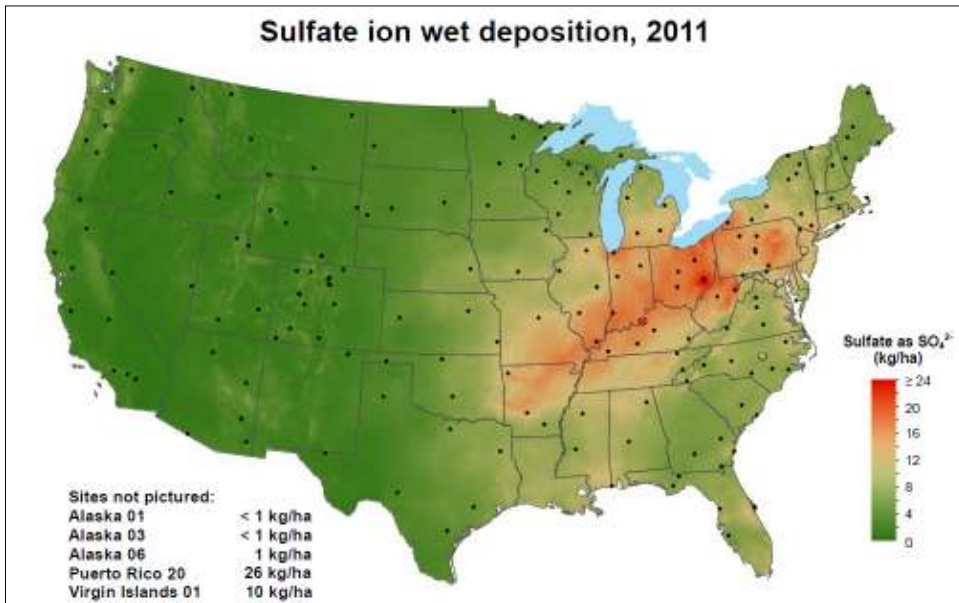 Sulfate ion wet deposition, 2011
Sulfate as SO₄²⁻
(kg/ha)
≥ 24
20
16
12
8
4
0
Sites not pictured:
Alaska 01 < 1 kg/ha
Alaska 03 < 1 kg/ha
Alaska 06 1 kg/ha
Puerto Rico 20 26 kg/ha
Virgin Islands 01 10 kg/ha